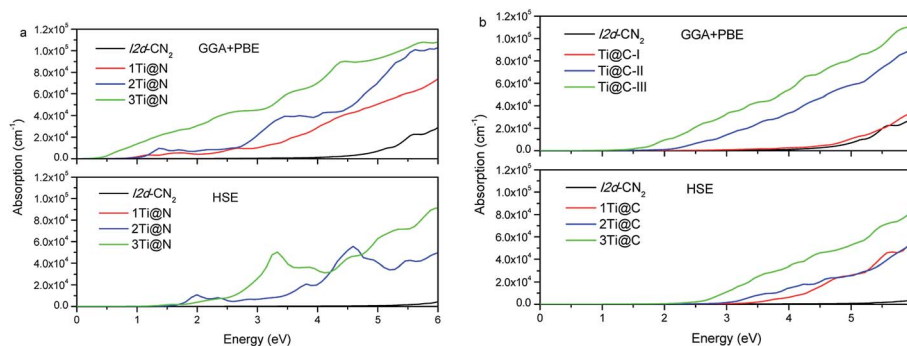 a
1.2x10⁵
1.0x10⁵
8.0x10⁴
6.0x10⁴
4.0x10⁴
2.0x10⁴
0.0
I2d-CN₂
GGA+PBE
1Ti@N
2Ti@N
3Ti@N
1.2x10⁵
1.0x10⁵
8.0x10⁴
6.0x10⁴
4.0x10⁴
2.0x10⁴
0.0
I2d-CN₂
HSE
1Ti@N
2Ti@N
3Ti@N
Absorption (cm⁻¹)
0 1 2 3 4 5 6
Energy (eV)
b
1.2x10⁵
1.0x10⁵
8.0x10⁴
6.0x10⁴
4.0x10⁴
2.0x10⁴
0.0
I2d-CN₂
GGA+PBE
Ti@C-I
Ti@C-II
Ti@C-III
1.2x10⁵
1.0x10⁵
8.0x10⁴
6.0x10⁴
4.0x10⁴
2.0x10⁴
0.0
I2d-CN₂
HSE
1Ti@C
2Ti@C
3Ti@C
Absorption (cm⁻¹)
0 1 2 3 4 5
Energy (eV)